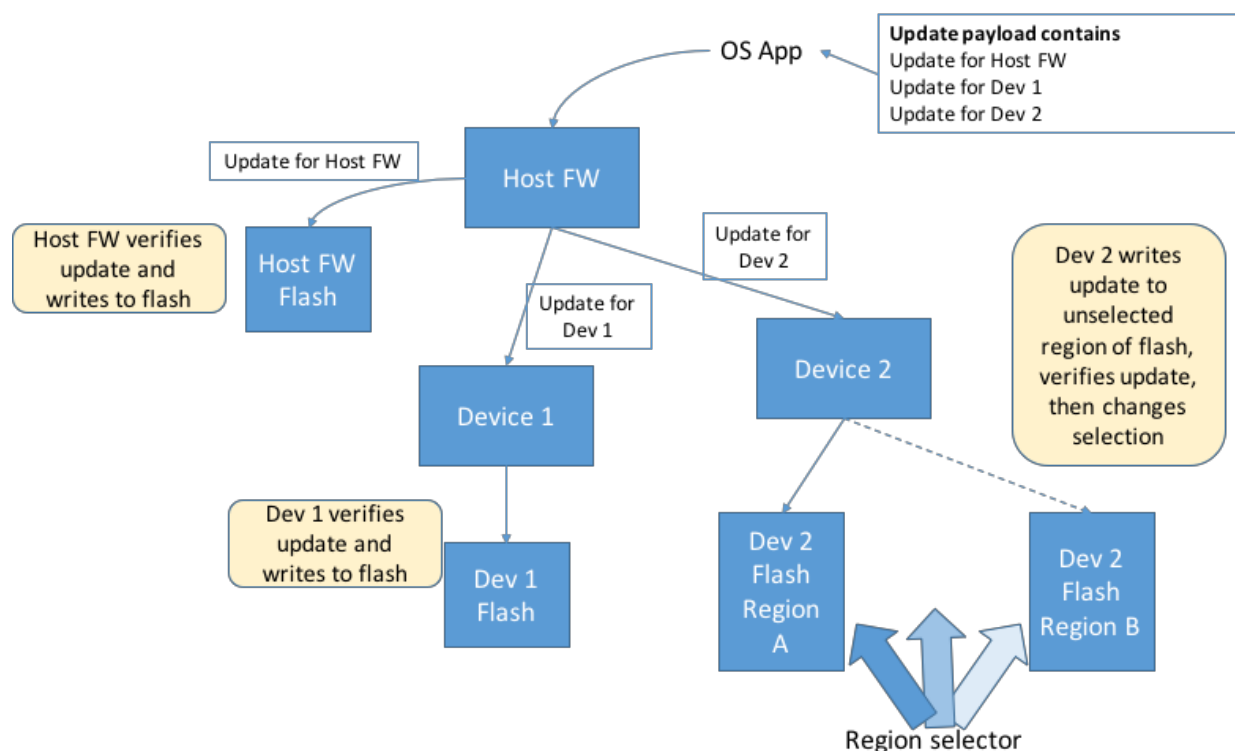 OS App
Update payload contains
Update for Host FW
Update for Dev 1
Update for Dev 2
Host FW
Update for Host FW
Host FW verifies
update and
writes to flash
Host FW
Flash
Update for
Dev 2
Update for
Dev 1
Dev 2 writes
update to
unselected
region of flash,
verifies update,
then changes
selection
Device 1
Device 2
Dev 1 verifies
update and
writes to flash
Dev 1
Flash
Dev 2
Flash
Region
A
Dev 2
Flash
Region B
Region selector